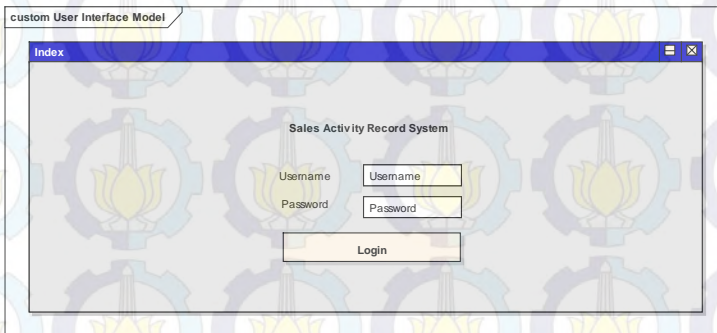 custom User Interface Model
Index
Sales Activity Record System
Username Username
Password Password
Login